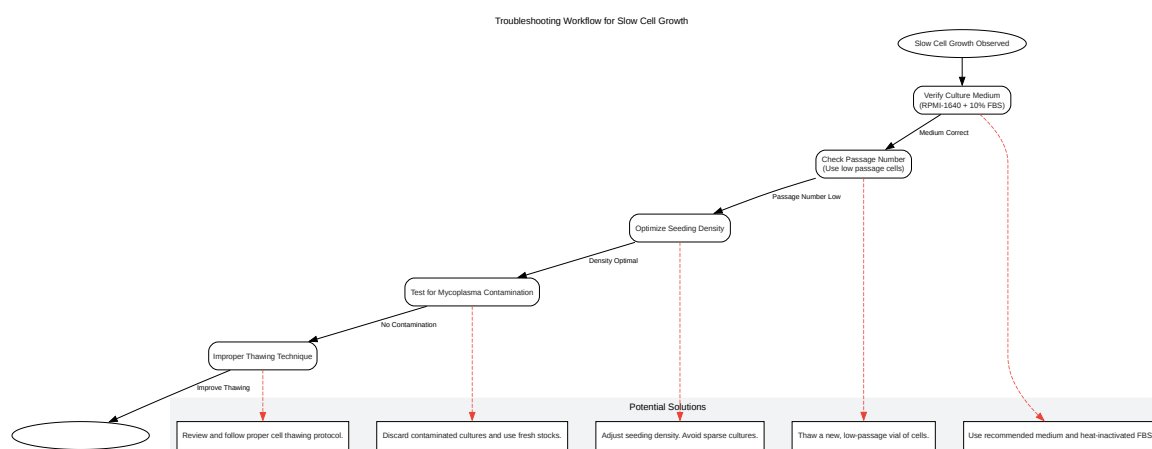 Troubleshooting Workflow for Slow Cell Growth
Slow Cell Growth Observed
Verify Culture Medium
(RPMI-1640 + 10% FBS)
Medium Correct
Check Passage Number
(Use low passage cells)
Passage Number Low
Optimize Seeding Density
Density Optimal
Test for Mycoplasma Contamination
No Contamination
Improper Thawing Technique
Improve Thawing
Potential Solutions
Review and follow proper cell thawing protocol.
Discard contaminated cultures and use fresh stocks.
Adjust seeding density. Avoid sparse cultures.
Thaw a new, low-passage vial of cells.
Use recommended medium and heat-inactivated FBS